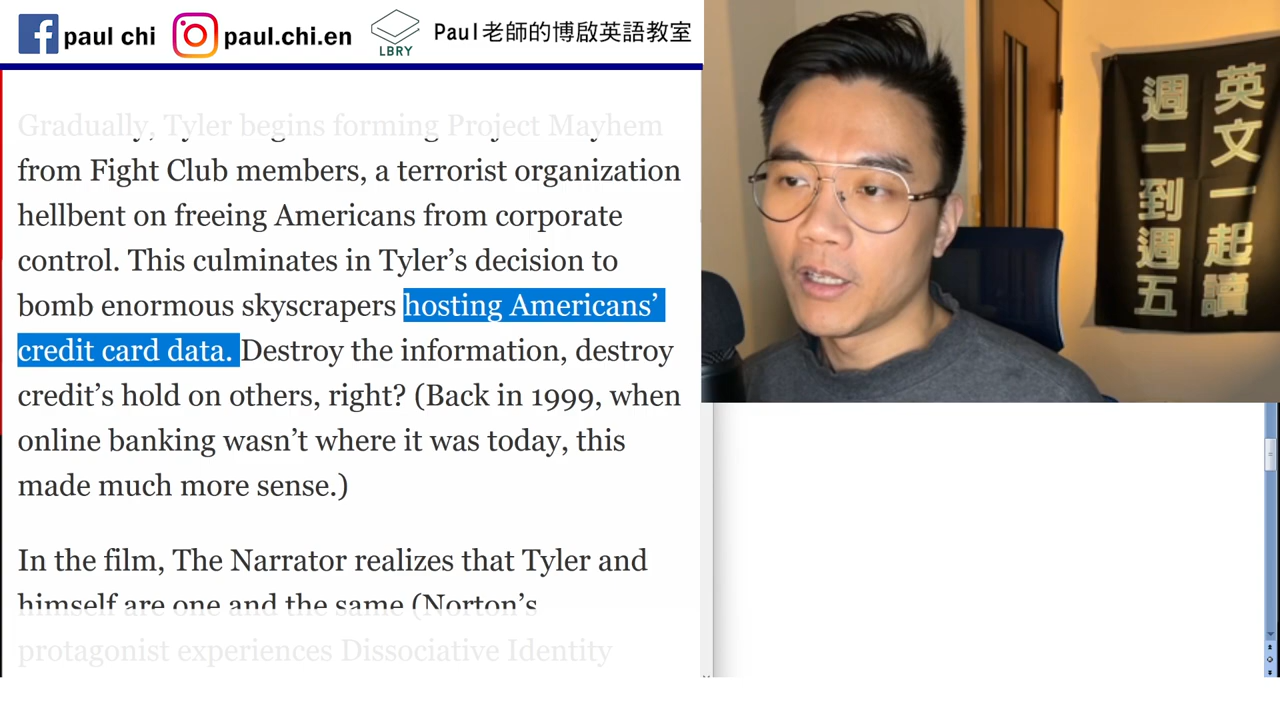 paul chi
paul.chi.en
LBRY
Paul老師的博啟英語教室
Gradually, Tyler begins forming Project Mayhem
from Fight Club members, a terrorist organization
hellbent on freeing Americans from corporate
control. This culminates in Tyler’s decision to
bomb enormous skyscrapers hosting Americans’
credit card data. Destroy the information, destroy
credit’s hold on others, right? (Back in 1999, when
online banking wasn’t where it was today, this
made much more sense.)
In the film, The Narrator realizes that Tyler and
himself are one and the same (Norton’s
protagonist experiences Dissociative Identity
英文一起讀
週一到週五